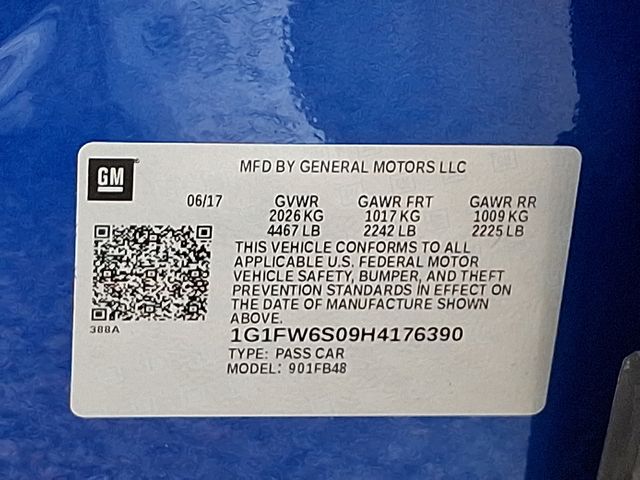 GM
MFD BY GENERAL MOTORS LLC
06/17 GVWR GAWR FRT GAWR RR
2026 KG 1017 KG 1009 KG
4467 LB 2242 LB 2225 LB
THIS VEHICLE CONFORMS TO ALL
APPLICABLE U.S. FEDERAL MOTOR
VEHICLE SAFETY, BUMPER, AND THEFT
PREVENTION STANDARDS IN EFFECT ON
THE DATE OF MANUFACTURE SHOWN
ABOVE.
388A
1G1FW6S09H4176390
TYPE: PASS CAR
MODEL: 901FB48